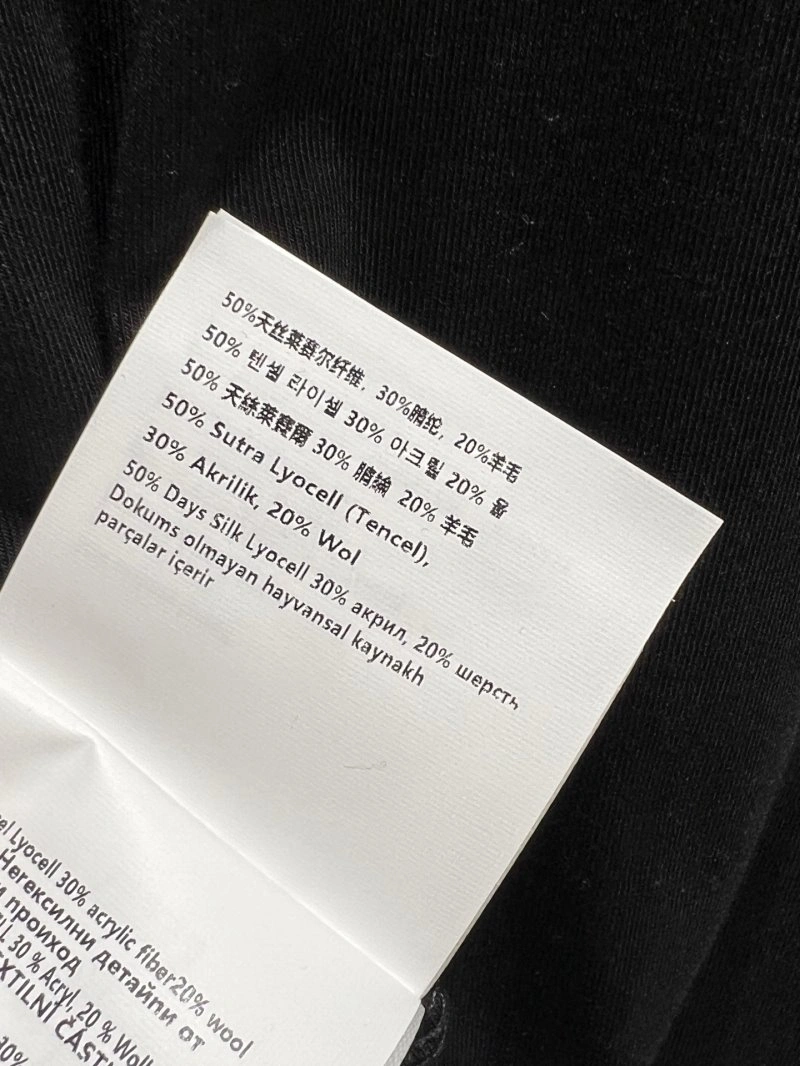 50%天丝莱赛尔纤维, 30%腈纶, 20%羊毛
50% 텐셀 라이셀 30% 아크릴 20% 울
50% 天絲萊賽爾 30% 腈綸 20% 羊毛
50% Sutra Lyocell (Tencel),
30% Akrilik, 20% Wol
50% Days Silk Lyocell 30% акрил, 20% шерсть
Dokums olmayan hayvansal kaynakh
parçalar içerir
Lyocell 30% acrylic fiber20% wool
Негексилни детайпи от
произход
30 % Acryl, 20 % Woll
ČÁST